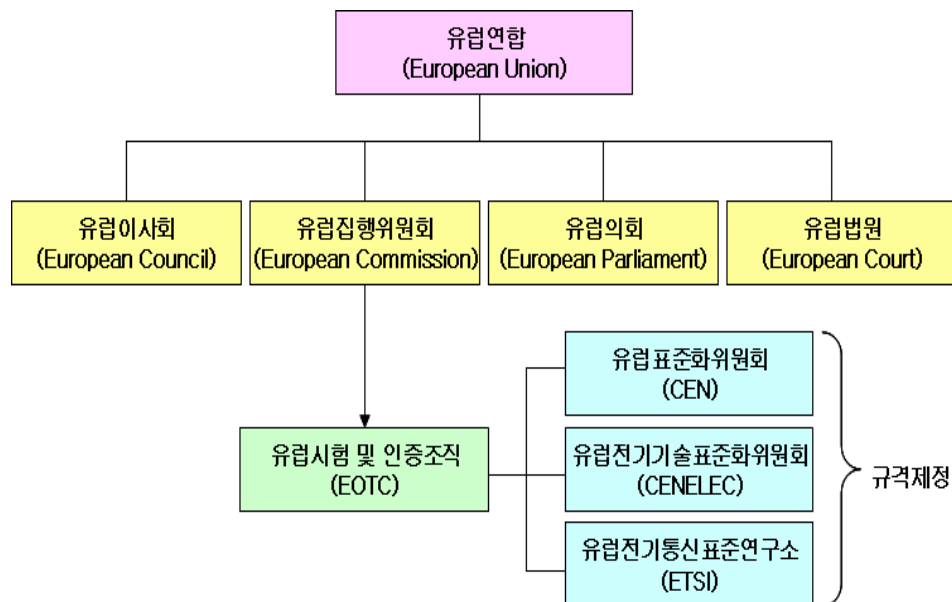 유럽연합
(European Union)
유럽이사회
(European Council)
유럽집행위원회
(European Commission)
유럽의회
(European Parliament)
유럽법원
(European Court)
유럽표준화위원회
(CEN)
유럽시험 및 인증조직
(EOTC)
유럽전기기술표준화위원회
(CENELEC)
규격제정
유럽전기통신표준연구소
(ETSI)